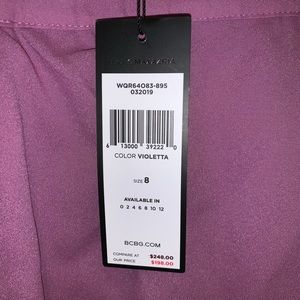 WQR64O83-895
032019
6 13000 39222 0
COLOR VIOLETTA
SIZE 8
AVAILABLE IN
0 2 4 6 8 10 12
BCBG.COM
COMPARE AT $248.00
OUR PRICE $198.00